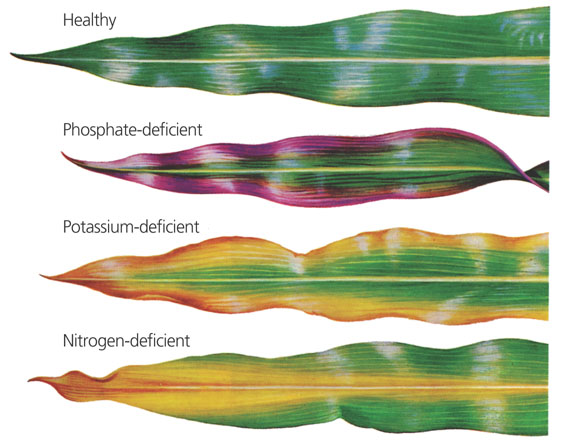 Healthy
Phosphate-deficient
Potassium-deficient
Nitrogen-deficient